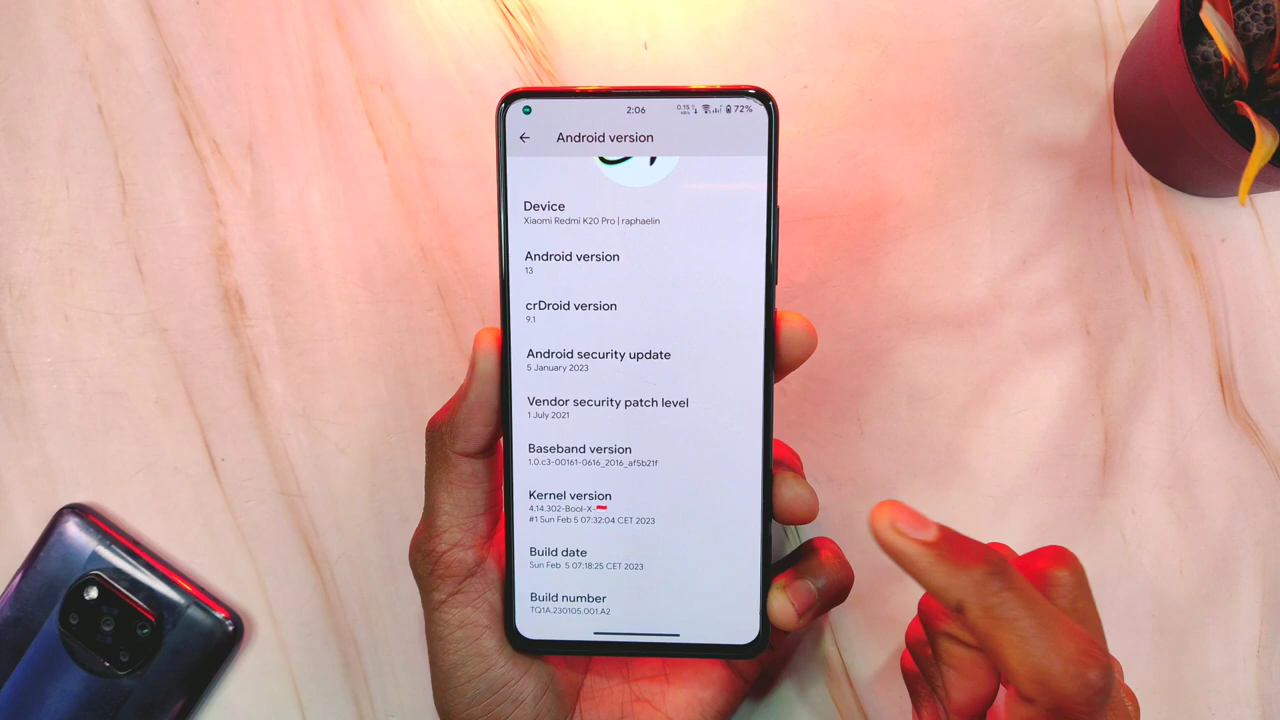 2:06
0.15
72%
Android version
Device
Xiaomi Redmi K20 Pro | raphaelin
Android version
13
crDroid version
9.1
Android security update
5 January 2023
Vendor security patch level
1 July 2021
Baseband version
1.0.c3-00161-0616_2016_af5b21f
Kernel version
4.14.302-Bool-X-🇮🇩
#1 Sun Feb 5 07:32:04 CET 2023
Build date
Sun Feb 5 07:18:25 CET 2023
Build number
TQ1A.230105.001.A2